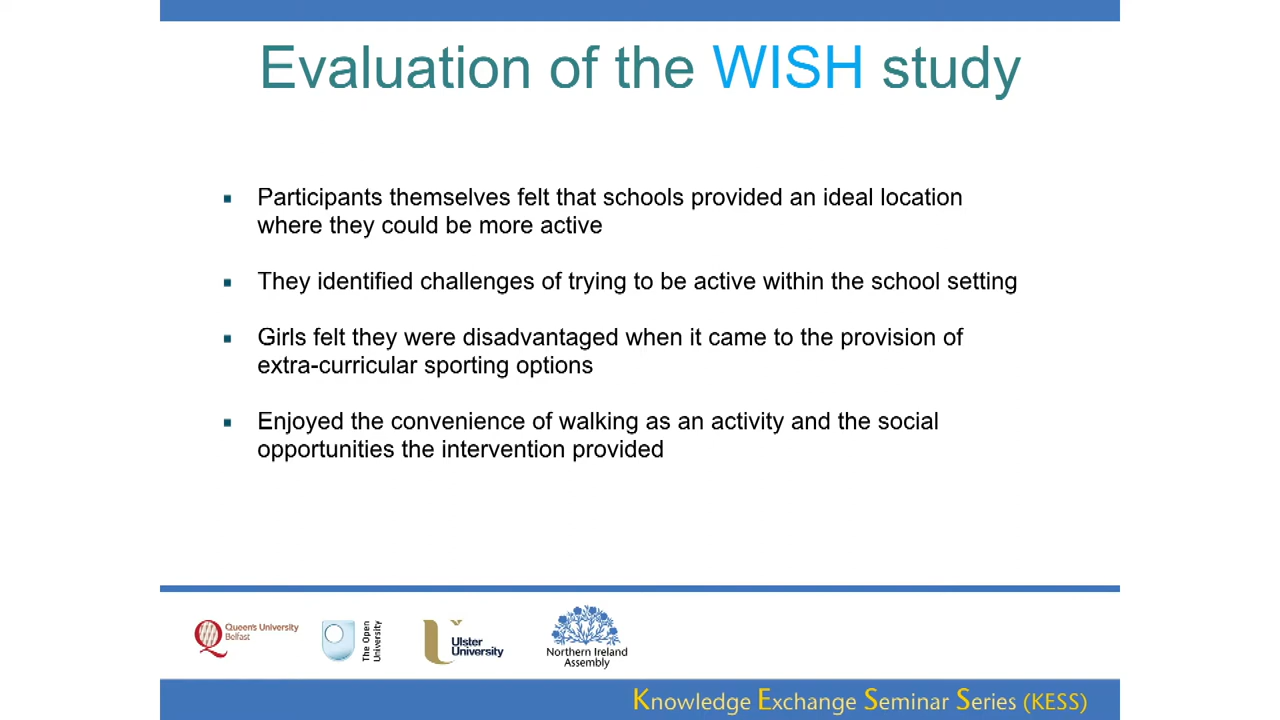 Evaluation of the WISH study
Participants themselves felt that schools provided an ideal location
where they could be more active
They identified challenges of trying to be active within the school setting
Girls felt they were disadvantaged when it came to the provision of
extra-curricular sporting options
Enjoyed the convenience of walking as an activity and the social
opportunities the intervention provided
Queen's University
Belfast
The Open
University
Ulster
University
Northern Ireland
Assembly
Knowledge Exchange Seminar Series (KESS)